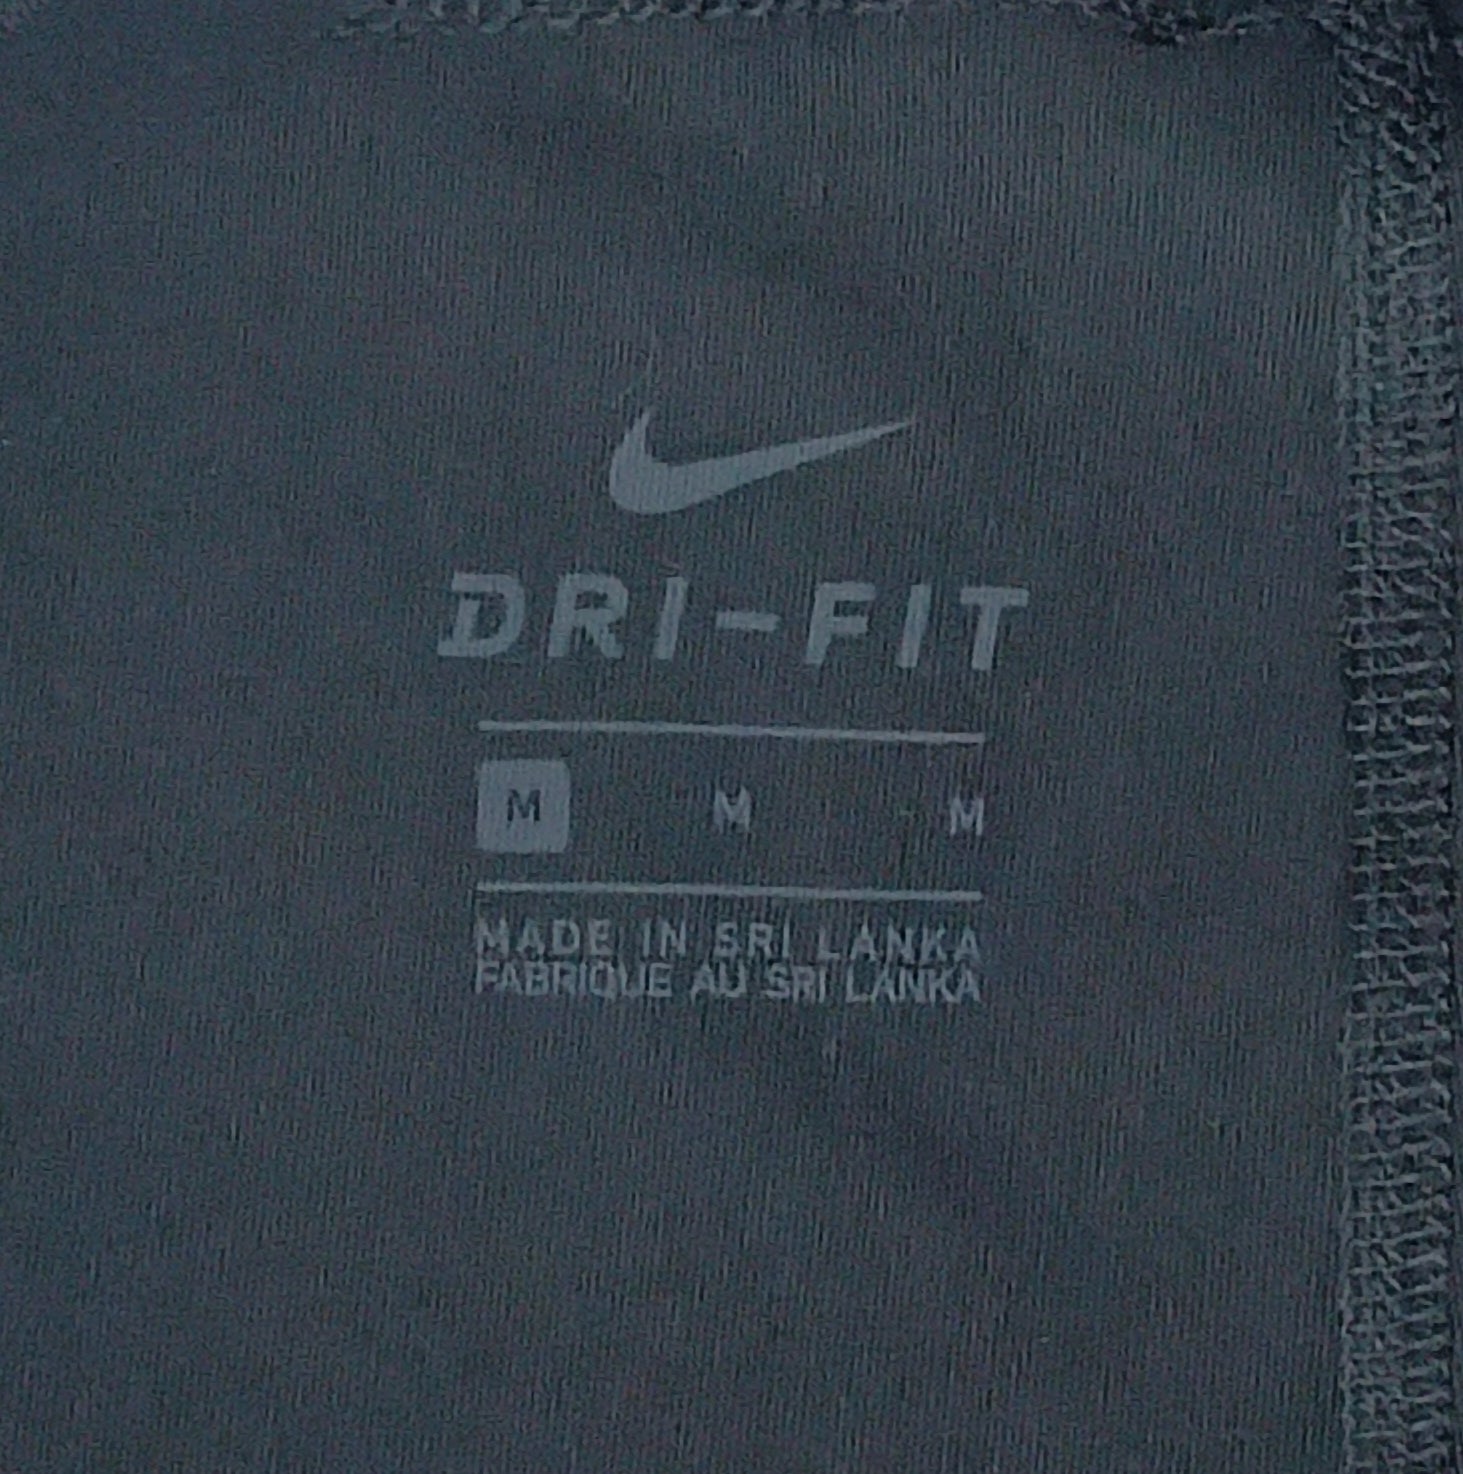 DRI-FIT
M M M
MADE IN SRI LANKA
FABRIQUE AU SRI LANKA